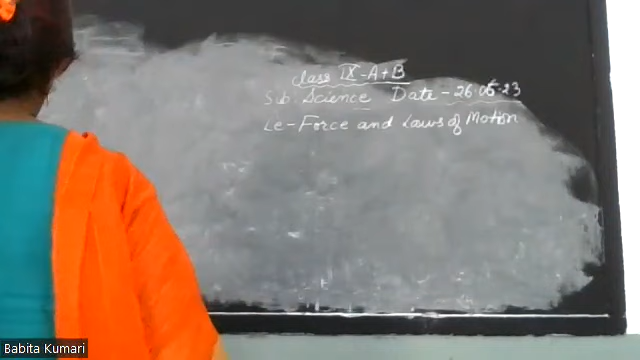 Class IX-A+B
Sub. Science Date - 26.05.23
Le - Force and Laws of Motion
Babita Kumari